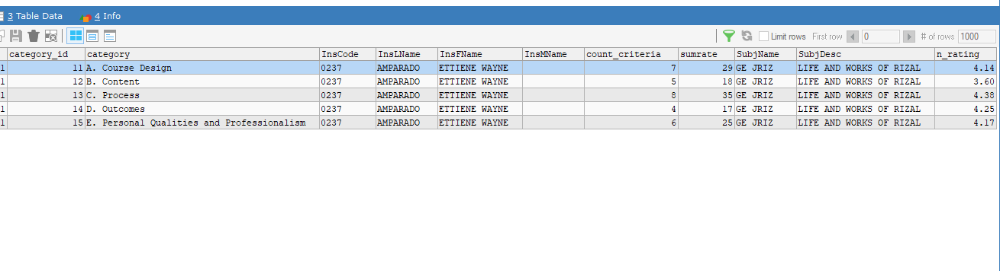 3 Table Data 4 Info
Limit rows First row 0 # of rows 1000
category_id category InsCode InsLName InsFName InsMName count_criteria sumrate SubjName SubjDesc n_rating
1 11 A. Course Design 0237 AMPARADO ETTIENE WAYNE 7 29 GE JRIZ LIFE AND WORKS OF RIZAL 4.14
1 12 B. Content 0237 AMPARADO ETTIENE WAYNE 5 18 GE JRIZ LIFE AND WORKS OF RIZAL 3.60
1 13 C. Process 0237 AMPARADO ETTIENE WAYNE 8 35 GE JRIZ LIFE AND WORKS OF RIZAL 4.38
1 14 D. Outcomes 0237 AMPARADO ETTIENE WAYNE 4 17 GE JRIZ LIFE AND WORKS OF RIZAL 4.25
1 15 E. Personal Qualities and Professionalism 0237 AMPARADO ETTIENE WAYNE 6 25 GE JRIZ LIFE AND WORKS OF RIZAL 4.17